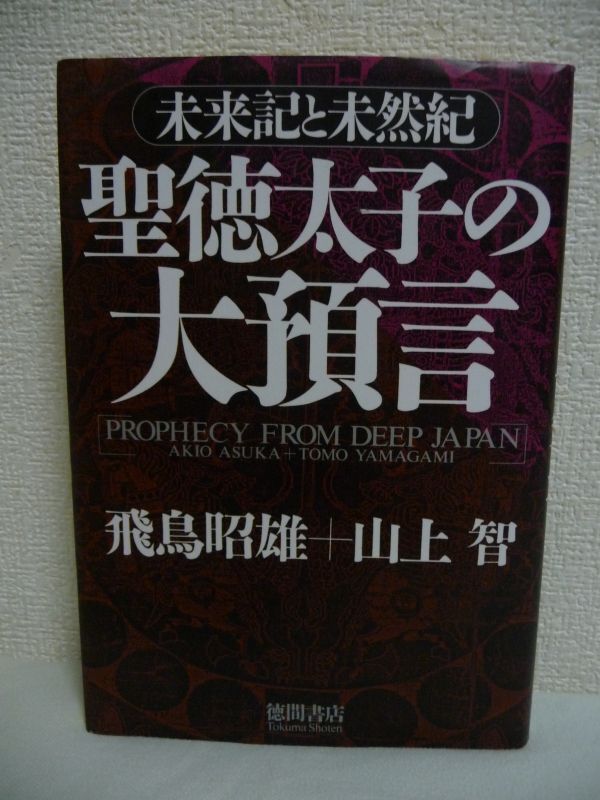 未来記と未然紀
聖徳太子の
大預言
PROPHECY FROM DEEP JAPAN
AKIO ASUKA+TOMO YAMAGAMI
飛鳥昭雄+山上 智
徳間書店
Tokuma Shoten